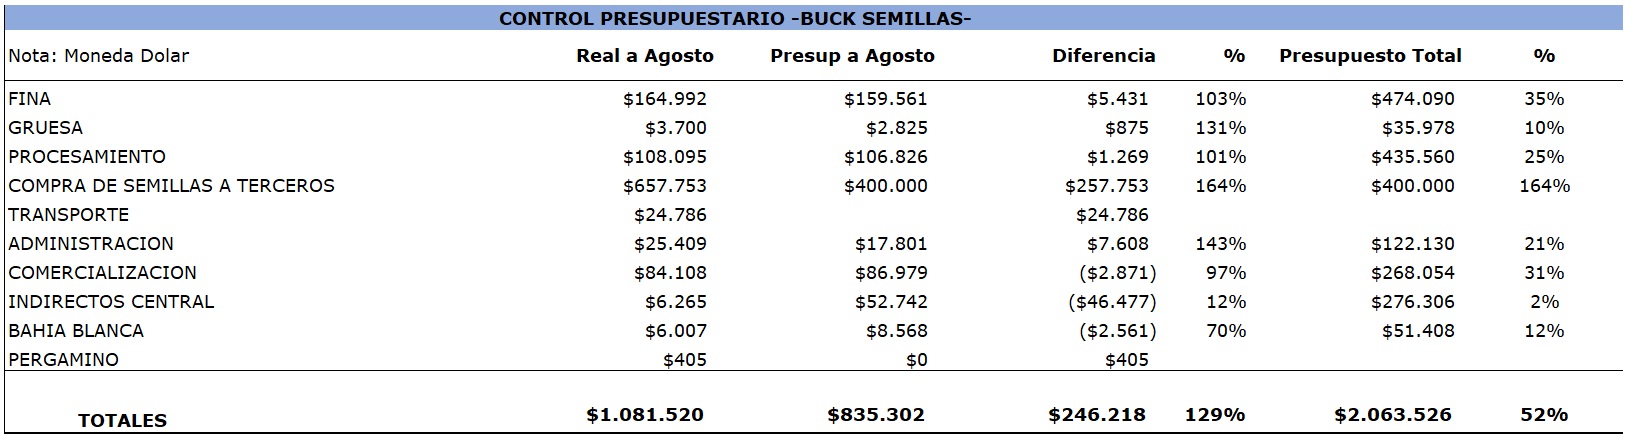 CONTROL PRESUPUESTARIO -BUCK SEMILLAS-
Nota: Moneda Dolar Real a Agosto Presup a Agosto Diferencia % Presupuesto Total %
FINA $164.992 $159.561 $5.431 103% $474.090 35%
GRUESA $3.700 $2.825 $875 131% $35.978 10%
PROCESAMIENTO $108.095 $106.826 $1.269 101% $435.560 25%
COMPRA DE SEMILLAS A TERCEROS $657.753 $400.000 $257.753 164% $400.000 164%
TRANSPORTE $24.786 $24.786
ADMINISTRACION $25.409 $17.801 $7.608 143% $122.130 21%
COMERCIALIZACION $84.108 $86.979 ($2.871) 97% $268.054 31%
INDIRECTOS CENTRAL $6.265 $52.742 ($46.477) 12% $276.306 2%
BAHIA BLANCA $6.007 $8.568 ($2.561) 70% $51.408 12%
PERGAMINO $405 $0 $405
TOTALES $1.081.520 $835.302 $246.218 129% $2.063.526 52%